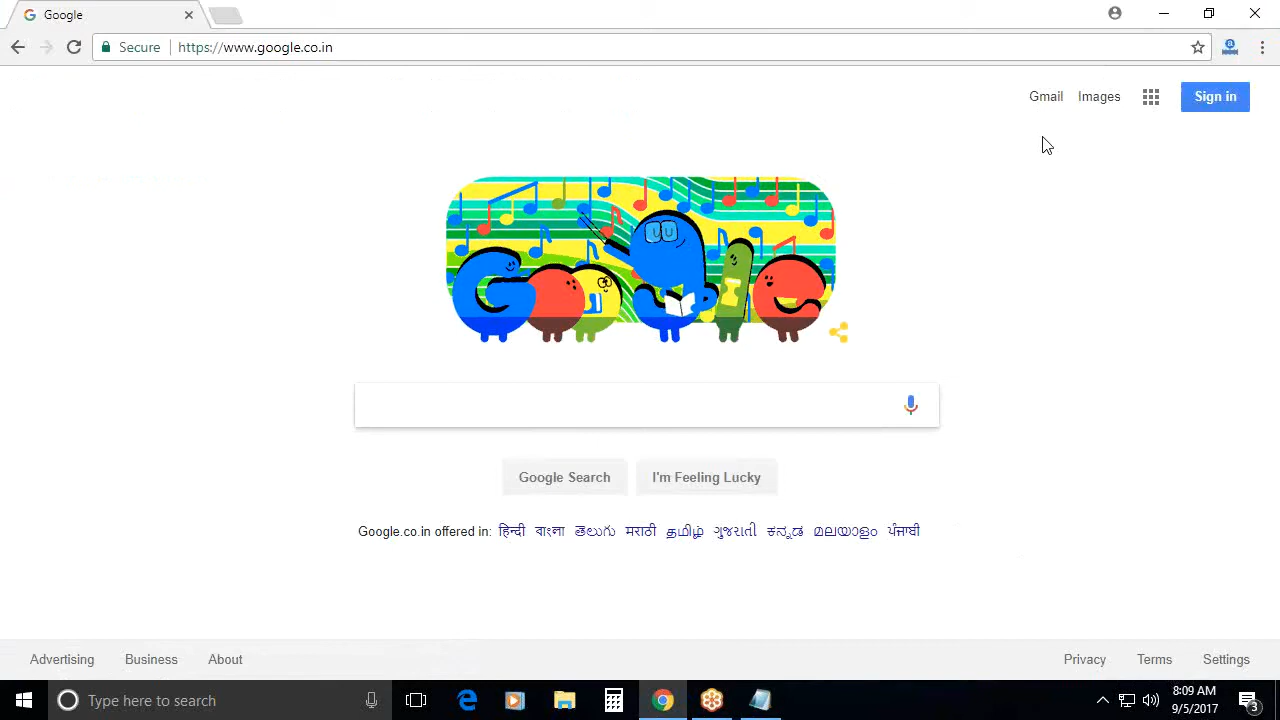 Google
Secure https://www.google.co.in
Gmail Images Sign in
Google Search I'm Feeling Lucky
Google.co.in offered in: हिन्दी বাংলা తెలుగు मराठी தமிழ் ગુજરાતી ಕನ್ನಡ മലയാളം ਪੰਜਾਬੀ
Advertising Business About Privacy Terms Settings
Type here to search
8:09 AM
9/5/2017
3